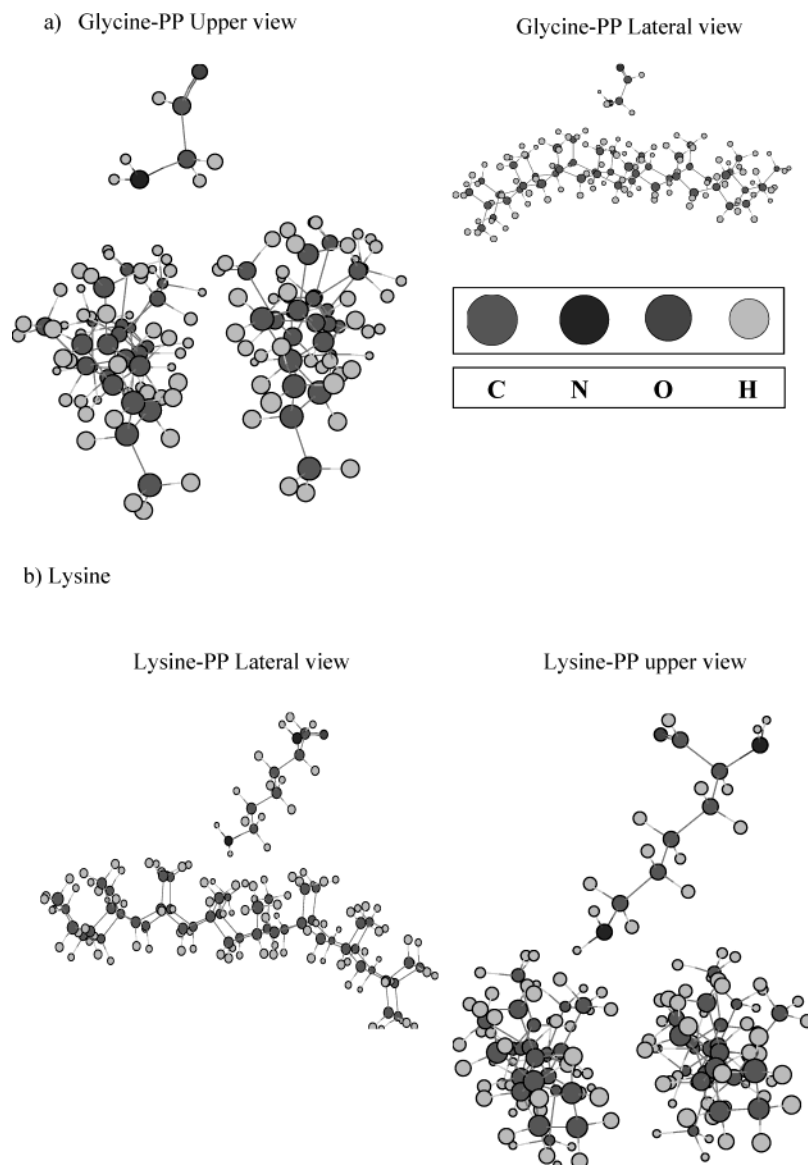 a) Glycine-PP Upper view
Glycine-PP Lateral view
C N O H
b) Lysine
Lysine-PP Lateral view
Lysine-PP upper view